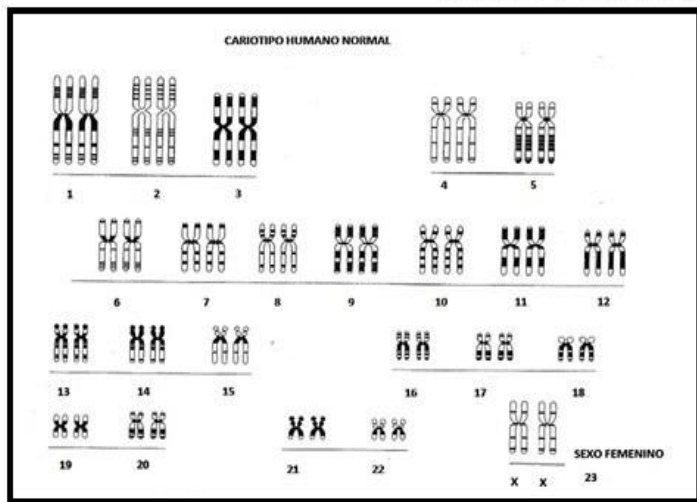 CARIOTIPO HUMANO NORMAL
1 2 3 4 5
6 7 8 9 10 11 12
13 14 15 16 17 18
19 20 21 22 SEXO FEMENINO
X X 23